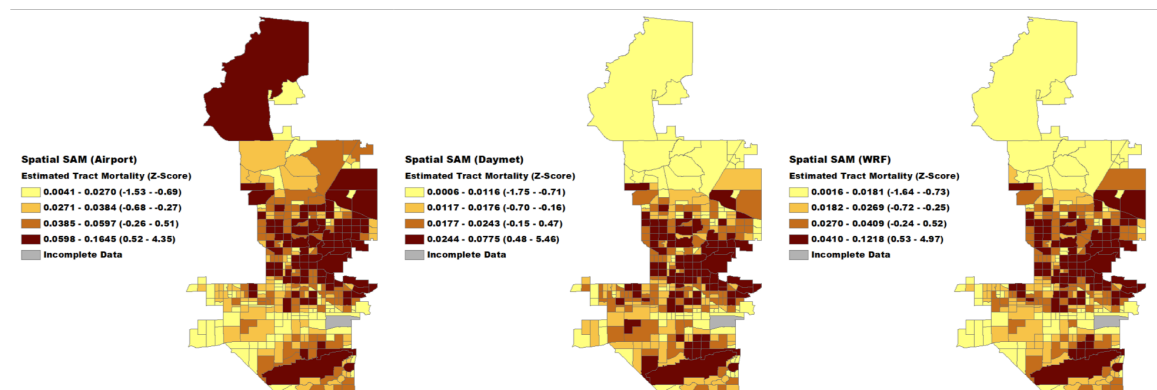 Spatial SAM (Airport)
Estimated Tract Mortality (Z-Score)
0.0041 - 0.0270 (-1.53 - -0.69)
0.0271 - 0.0384 (-0.68 - -0.27)
0.0385 - 0.0597 (-0.26 - 0.51)
0.0598 - 0.1645 (0.52 - 4.35)
Incomplete Data
Spatial SAM (Daymet)
Estimated Tract Mortality (Z-Score)
0.0006 - 0.0116 (-1.75 - -0.71)
0.0117 - 0.0176 (-0.70 - -0.16)
0.0177 - 0.0243 (-0.15 - 0.47)
0.0244 - 0.0775 (0.48 - 5.46)
Incomplete Data
Spatial SAM (WRF)
Estimated Tract Mortality (Z-Score)
0.0016 - 0.0181 (-1.64 - -0.73)
0.0182 - 0.0269 (-0.72 - -0.25)
0.0270 - 0.0409 (-0.24 - 0.52)
0.0410 - 0.1218 (0.53 - 4.97)
Incomplete Data